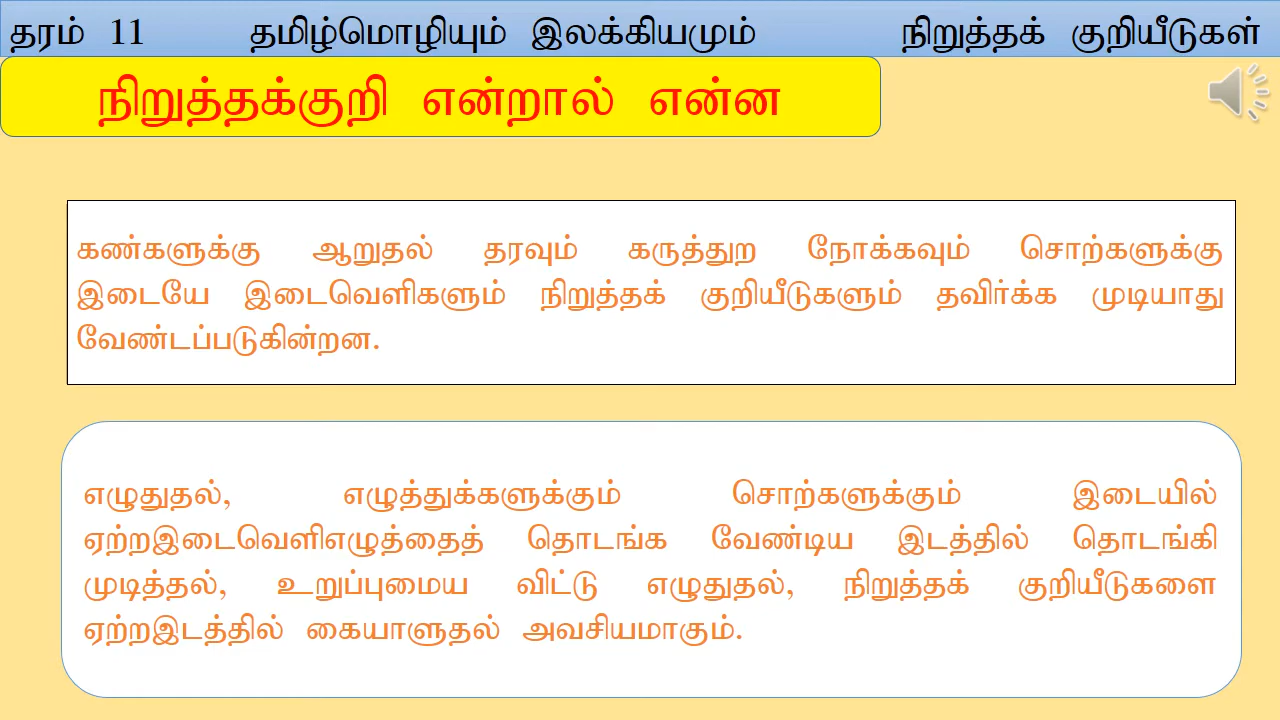 தரம் 11 தமிழ்மொழியும் இலக்கியமும் நிறுத்தக் குறியீடுகள்
நிறுத்தக்குறி என்றால் என்ன
கண்களுக்கு ஆறுதல் தரவும் கருத்துற நோக்கவும் சொற்களுக்கு
இடையே இடைவெளிகளும் நிறுத்தக் குறியீடுகளும் தவிர்க்க முடியாது
வேண்டப்படுகின்றன.
எழுதுதல், எழுத்துக்களுக்கும் சொற்களுக்கும் இடையில்
ஏற்றஇடைவெளிஎழுத்தைத் தொடங்க வேண்டிய இடத்தில் தொடங்கி
முடித்தல், உறுப்புமைய விட்டு எழுதுதல், நிறுத்தக் குறியீடுகளை
ஏற்றஇடத்தில் கையாளுதல் அவசியமாகும்.